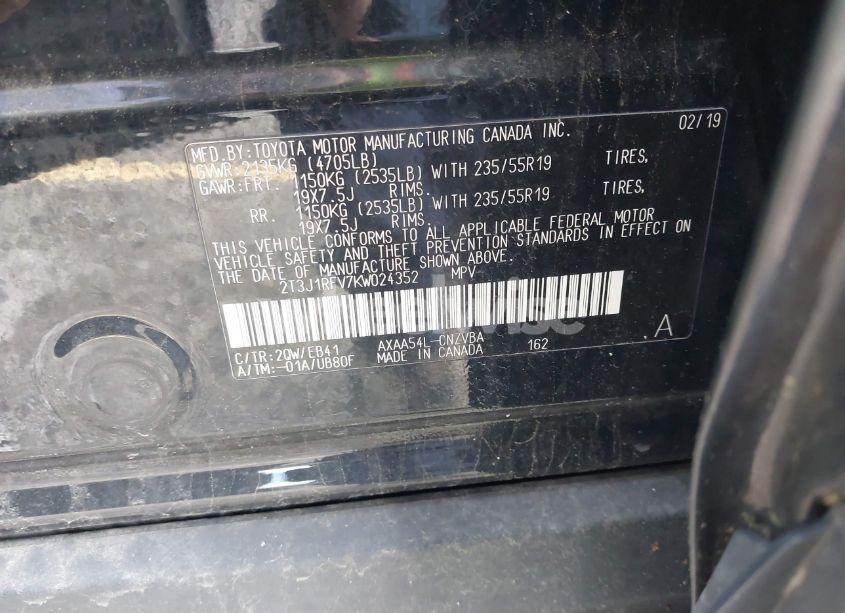 MFD.BY:TOYOTA MOTOR MANUFACTURING CANADA INC. 02/19
GVWR:2135KG (4705LB)
GAWR:FRT. 1150KG (2535LB) WITH 235/55R19 TIRES,
19X7.5J RIMS.
RR. 1150KG (2535LB) WITH 235/55R19 TIRES,
19X7.5J RIMS.
THIS VEHICLE CONFORMS TO ALL APPLICABLE FEDERAL MOTOR
VEHICLE SAFETY AND THEFT PREVENTION STANDARDS IN EFFECT ON
THE DATE OF MANUFACTURE SHOWN ABOVE.
2T3J1RFV7KW024352 MPV
C/TR:2QW/EB41 AXAA54L-CNZVBA
A/TM:-01A/UB80F MADE IN CANADA 162 .A